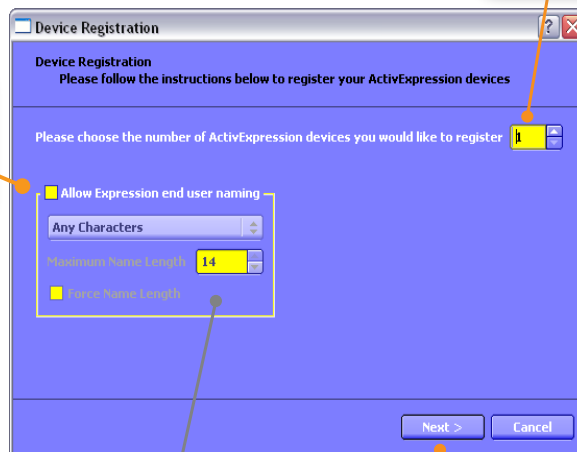 Device Registration
Device Registration
Please follow the instructions below to register your ActivExpression devices
Please choose the number of ActivExpression devices you would like to register 1
Allow Expression end user naming
Any Characters
Maximum Name Length 14
Force Name Length
Next > Cancel